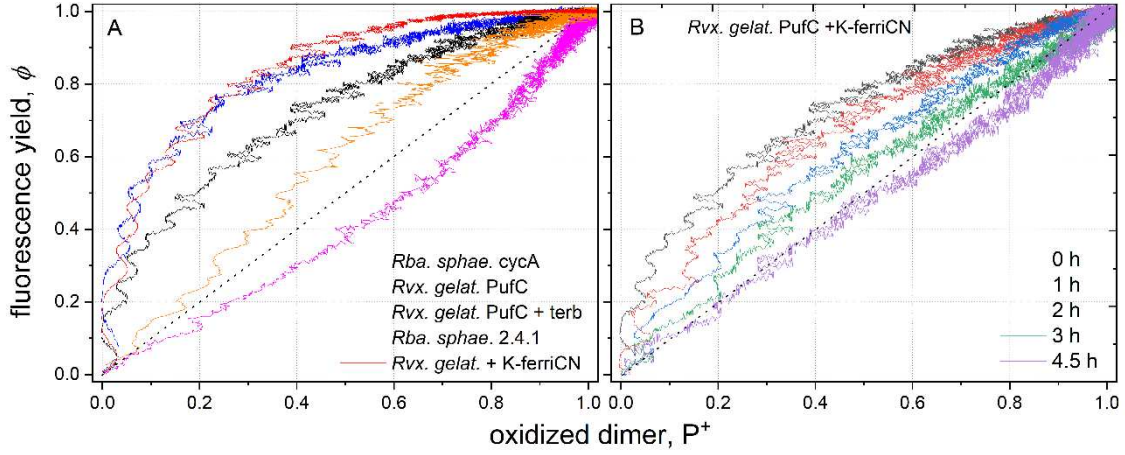 A
B
Rvx. gelat. PufC +K-ferriCN
fluorescence yield, ϕ
1.0
0.8
0.6
0.4
0.2
0.0
Rba. sphae. cycA
Rvx. gelat. PufC
Rvx. gelat. PufC + terb
Rba. sphae. 2.4.1
Rvx. gelat. + K-ferriCN
0 h
1 h
2 h
3 h
4.5 h
0.0 0.2 0.4 0.6 0.8 1.0
0.0 0.2 0.4 0.6 0.8 1.0
oxidized dimer, P⁺